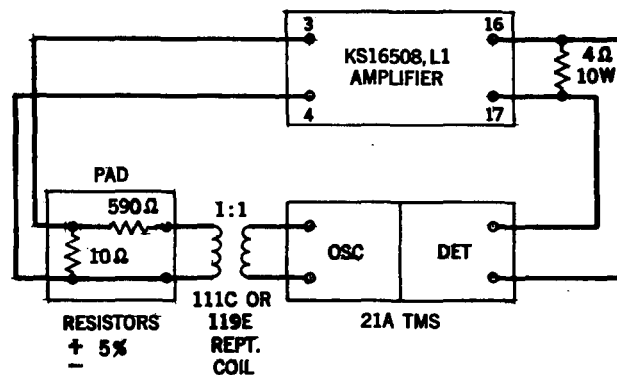 3
16
KS16508, L1
AMPLIFIER
4Ω
10W
4
17
PAD
590Ω
1:1
10Ω
OSC
DET
111C OR
119E
REPT.
COIL
21A TMS
RESISTORS
± 5%